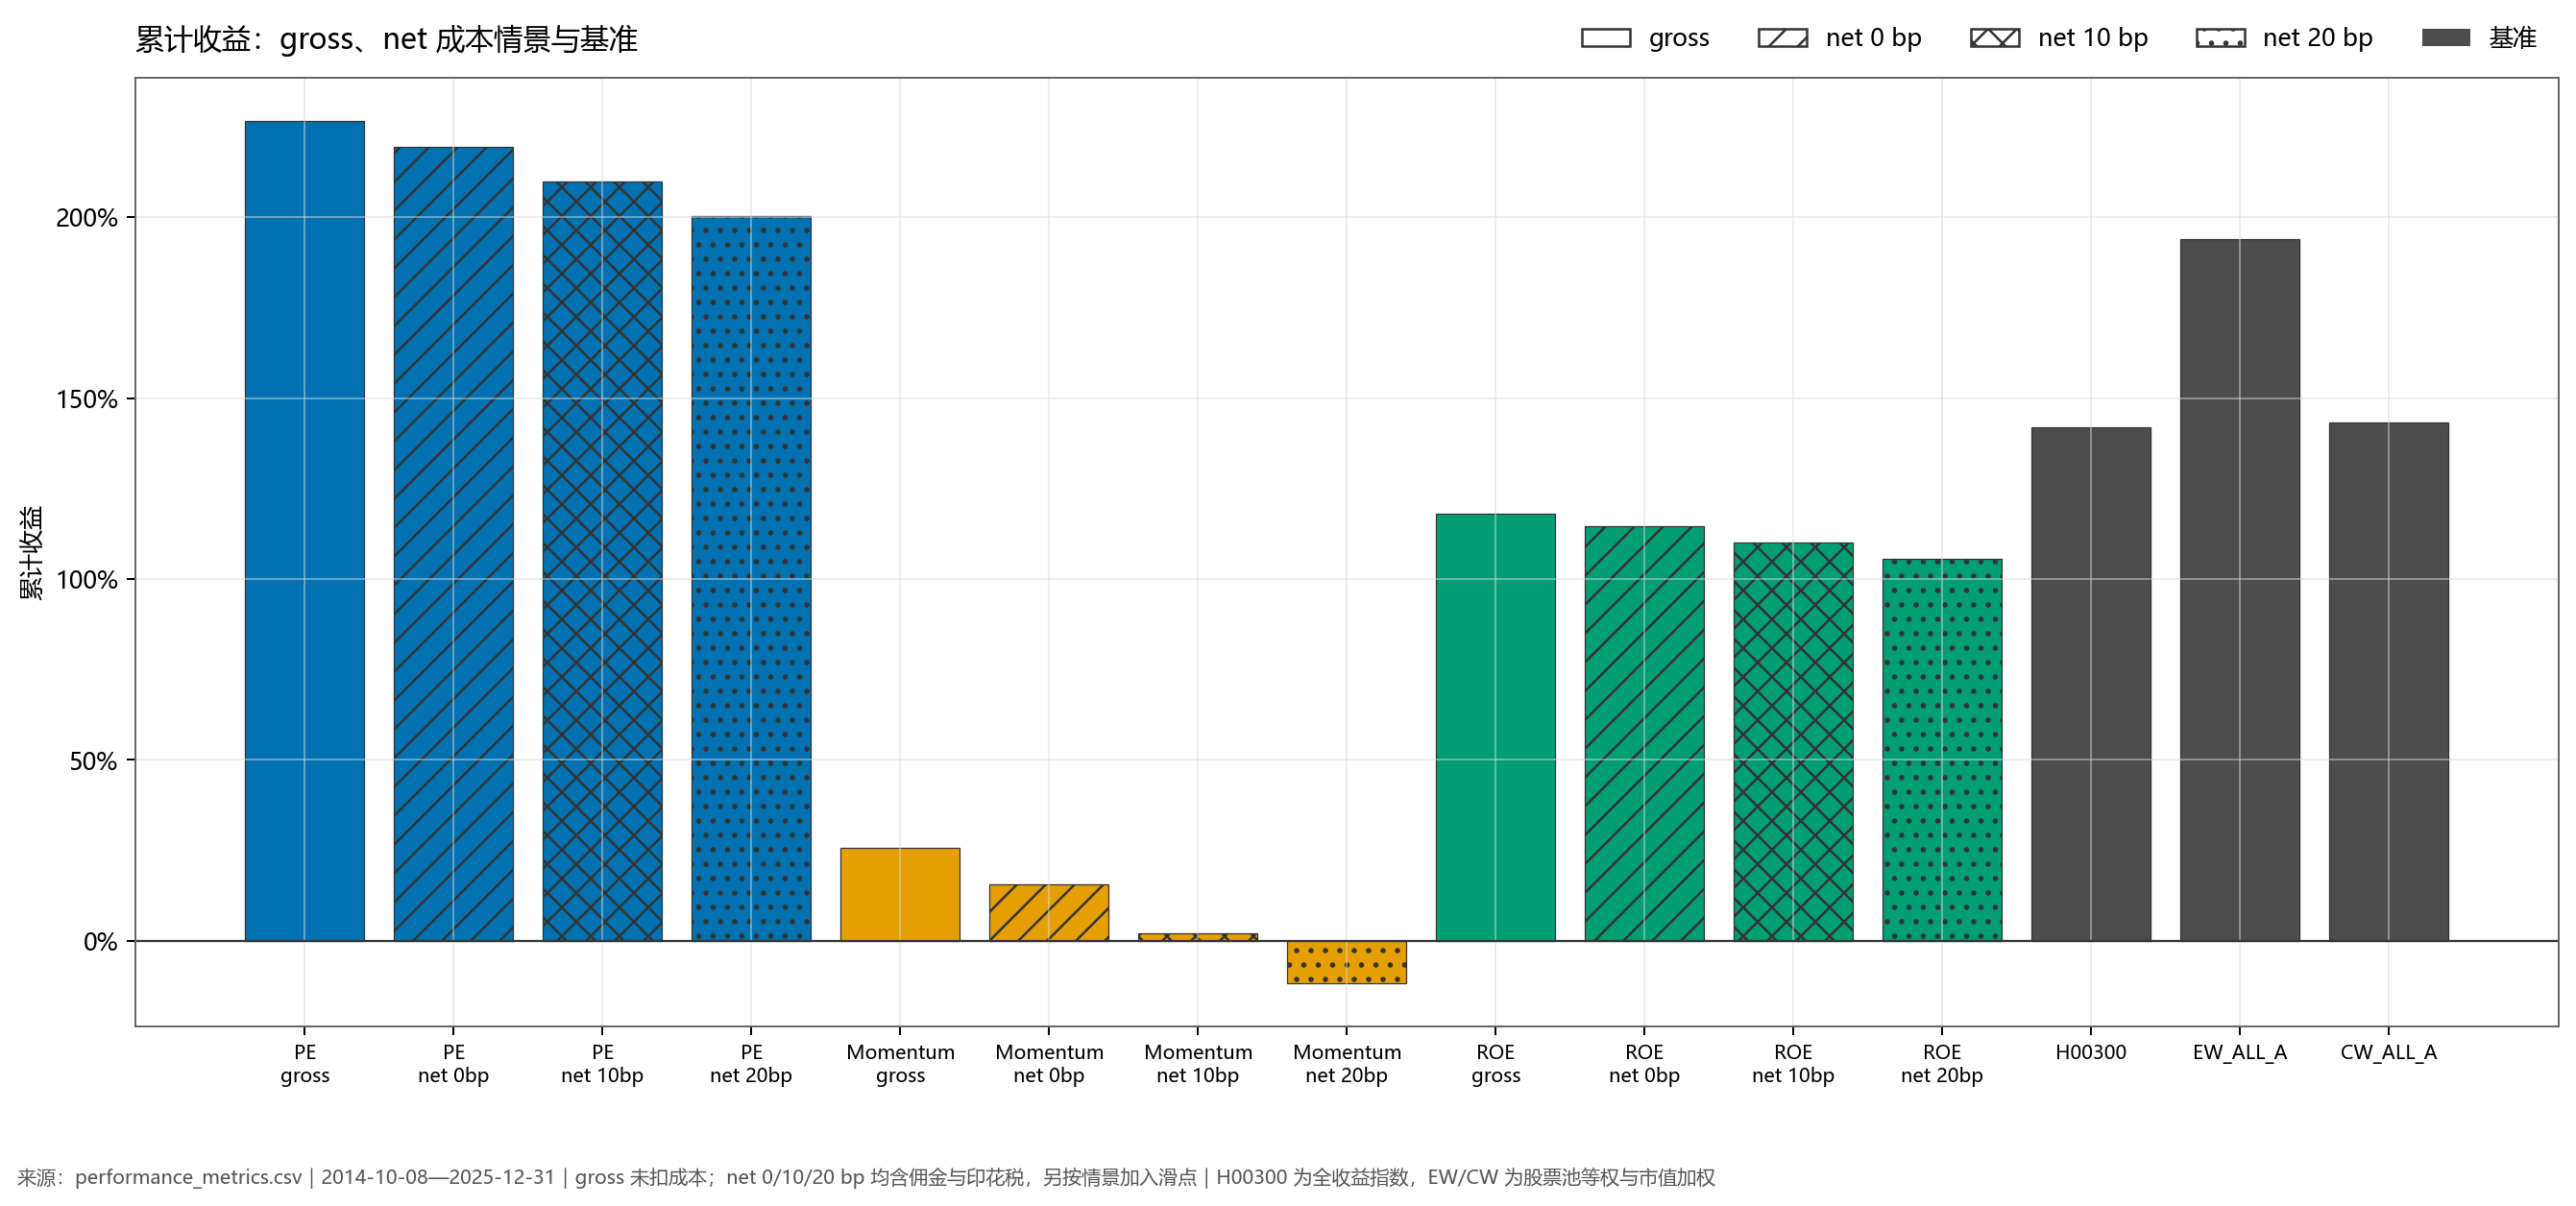 累计收益：gross、net 成本情景与基准
gross net 0 bp net 10 bp net 20 bp 基准
累计收益
200%
150%
100%
50%
0%
PE gross
PE net 0bp
PE net 10bp
PE net 20bp
Momentum gross
Momentum net 0bp
Momentum net 10bp
Momentum net 20bp
ROE gross
ROE net 0bp
ROE net 10bp
ROE net 20bp
H00300
EW_ALL_A
CW_ALL_A
来源：performance_metrics.csv | 2014-10-08—2025-12-31 | gross 未扣成本；net 0/10/20 bp 均含佣金与印花税，另按情景加入滑点 | H00300 为全收益指数，EW/CW 为股票池等权与市值加权